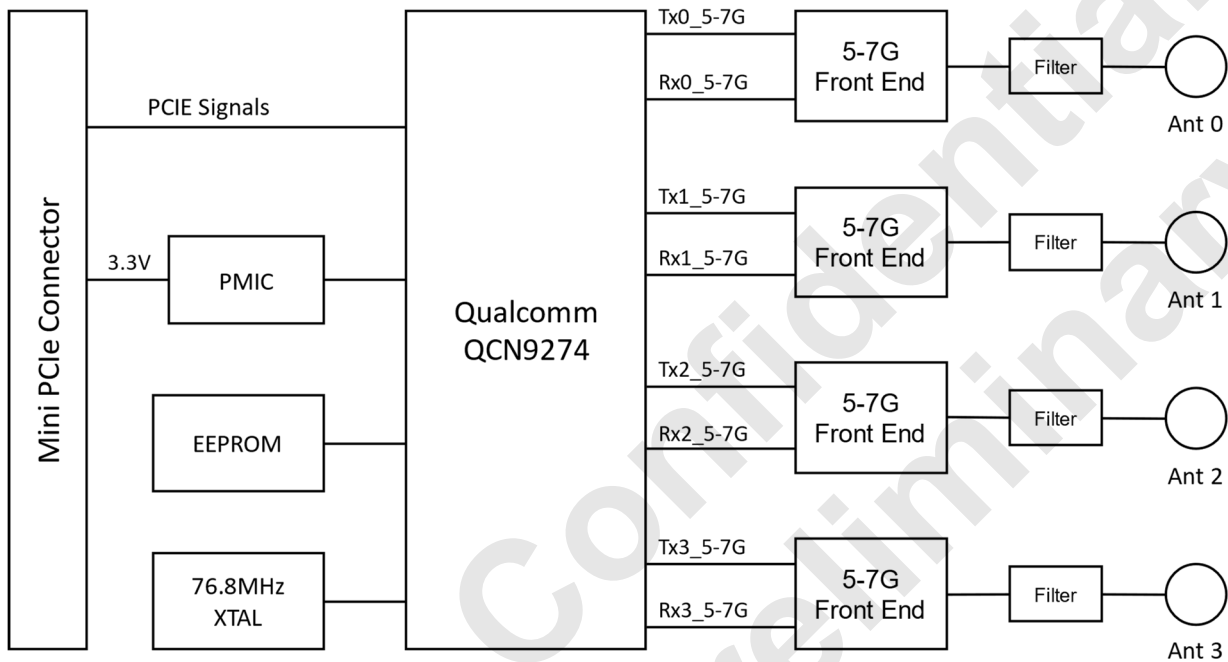 Mini PCIe Connector
PCIE Signals
3.3V
PMIC
EEPROM
76.8MHz
XTAL
Qualcomm
QCN9274
Tx0_5-7G
Rx0_5-7G
5-7G
Front End
Filter
Ant 0
Tx1_5-7G
Rx1_5-7G
5-7G
Front End
Filter
Ant 1
Tx2_5-7G
Rx2_5-7G
5-7G
Front End
Filter
Ant 2
Tx3_5-7G
Rx3_5-7G
5-7G
Front End
Filter
Ant 3
Confidential
Preliminary